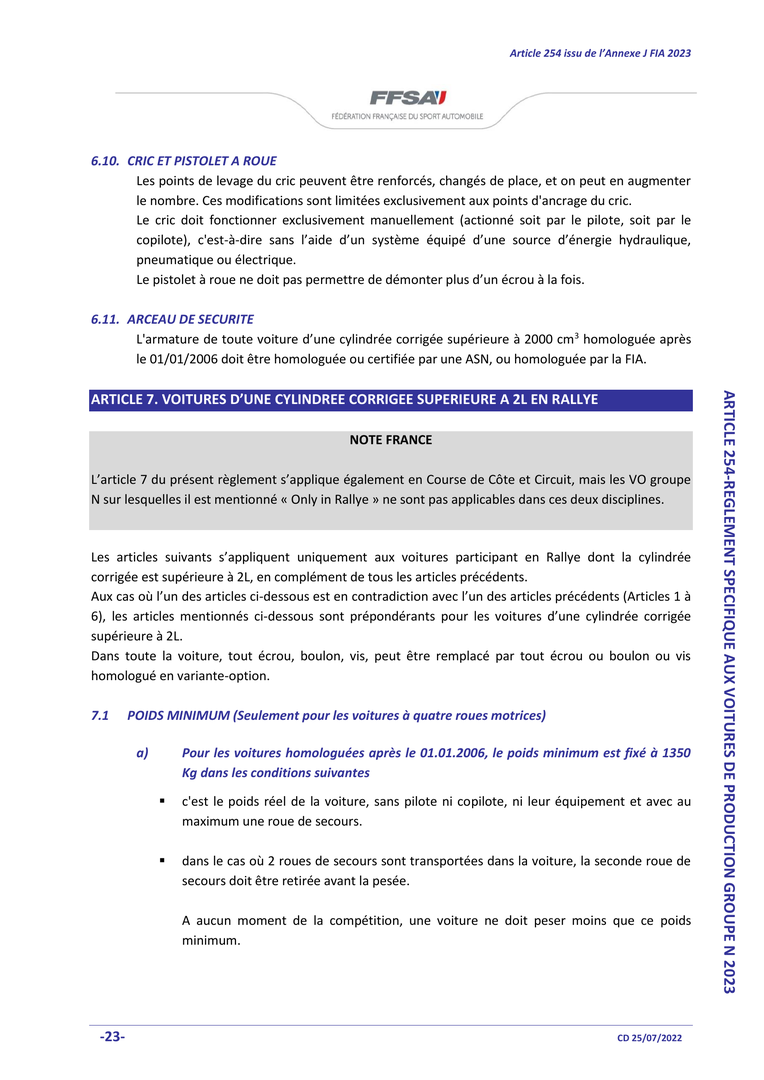 Article 254 issu de l’Annexe J FIA 2023
FFSA
FÉDÉRATION FRANÇAISE DU SPORT AUTOMOBILE
6.10. CRIC ET PISTOLET A ROUE
Les points de levage du cric peuvent être renforcés, changés de place, et on peut en augmenter
le nombre. Ces modifications sont limitées exclusivement aux points d'ancrage du cric.
Le cric doit fonctionner exclusivement manuellement (actionné soit par le pilote, soit par le
copilote), c'est-à-dire sans l’aide d’un système équipé d’une source d’énergie hydraulique,
pneumatique ou électrique.
Le pistolet à roue ne doit pas permettre de démonter plus d’un écrou à la fois.
6.11. ARCEAU DE SECURITE
L'armature de toute voiture d’une cylindrée corrigée supérieure à 2000 cm³ homologuée après
le 01/01/2006 doit être homologuée ou certifiée par une ASN, ou homologuée par la FIA.
ARTICLE 7. VOITURES D’UNE CYLINDREE CORRIGEE SUPERIEURE A 2L EN RALLYE
NOTE FRANCE
L’article 7 du présent règlement s’applique également en Course de Côte et Circuit, mais les VO groupe
N sur lesquelles il est mentionné « Only in Rallye » ne sont pas applicables dans ces deux disciplines.
Les articles suivants s’appliquent uniquement aux voitures participant en Rallye dont la cylindrée
corrigée est supérieure à 2L, en complément de tous les articles précédents.
Aux cas où l’un des articles ci-dessous est en contradiction avec l’un des articles précédents (Articles 1 à
6), les articles mentionnés ci-dessous sont prépondérants pour les voitures d’une cylindrée corrigée
supérieure à 2L.
Dans toute la voiture, tout écrou, boulon, vis, peut être remplacé par tout écrou ou boulon ou vis
homologué en variante-option.
7.1 POIDS MINIMUM (Seulement pour les voitures à quatre roues motrices)
a) Pour les voitures homologuées après le 01.01.2006, le poids minimum est fixé à 1350
Kg dans les conditions suivantes
▪ c'est le poids réel de la voiture, sans pilote ni copilote, ni leur équipement et avec au
maximum une roue de secours.
▪ dans le cas où 2 roues de secours sont transportées dans la voiture, la seconde roue de
secours doit être retirée avant la pesée.
A aucun moment de la compétition, une voiture ne doit peser moins que ce poids
minimum.
ARTICLE 254-REGLEMENT SPECIFIQUE AUX VOITURES DE PRODUCTION GROUPE N 2023
-23-
CD 25/07/2022